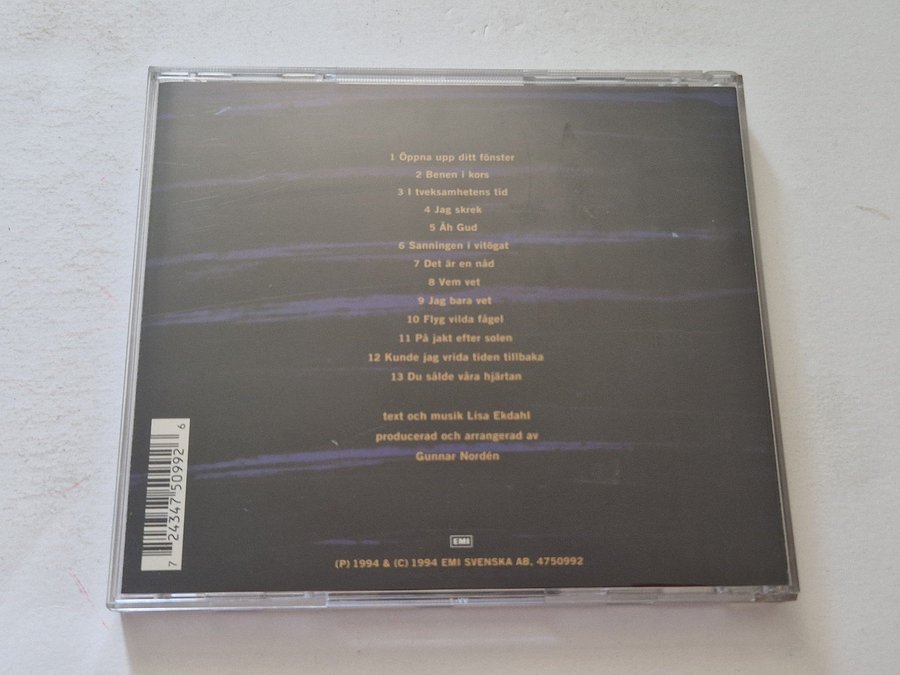 1 Öppna upp ditt fönster
2 Benen i kors
3 I tveksamhetens tid
4 Jag skrek
5 Åh Gud
6 Sanningen i vitögat
7 Det är en nåd
8 Vem vet
9 Jag bara vet
10 Flyg vilda fågel
11 På jakt efter solen
12 Kunde jag vrida tiden tillbaka
13 Du sålde våra hjärtan
text och musik Lisa Ekdahl
producerad och arrangerad av
Gunnar Nordén
7 24347 50992 6
EMI
(P) 1994 & (C) 1994 EMI SVENSKA AB, 4750992